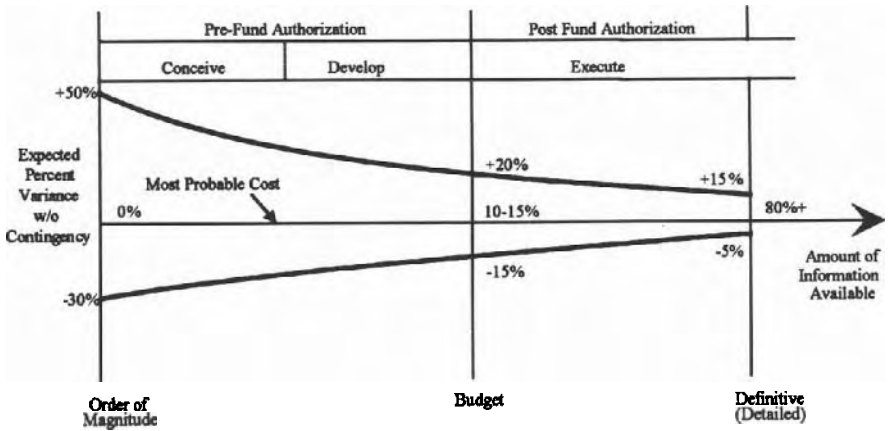 Pre-Fund Authorization
Post Fund Authorization
Conceive
Develop
Execute
+50%
Expected
Percent
Variance
w/o
Contingency
Most Probable Cost
+20%
+15%
0%
10-15%
80%+
-15%
-5%
-30%
Amount of
Information
Available
Order of
Magnitude
Budget
Definitive
(Detailed)